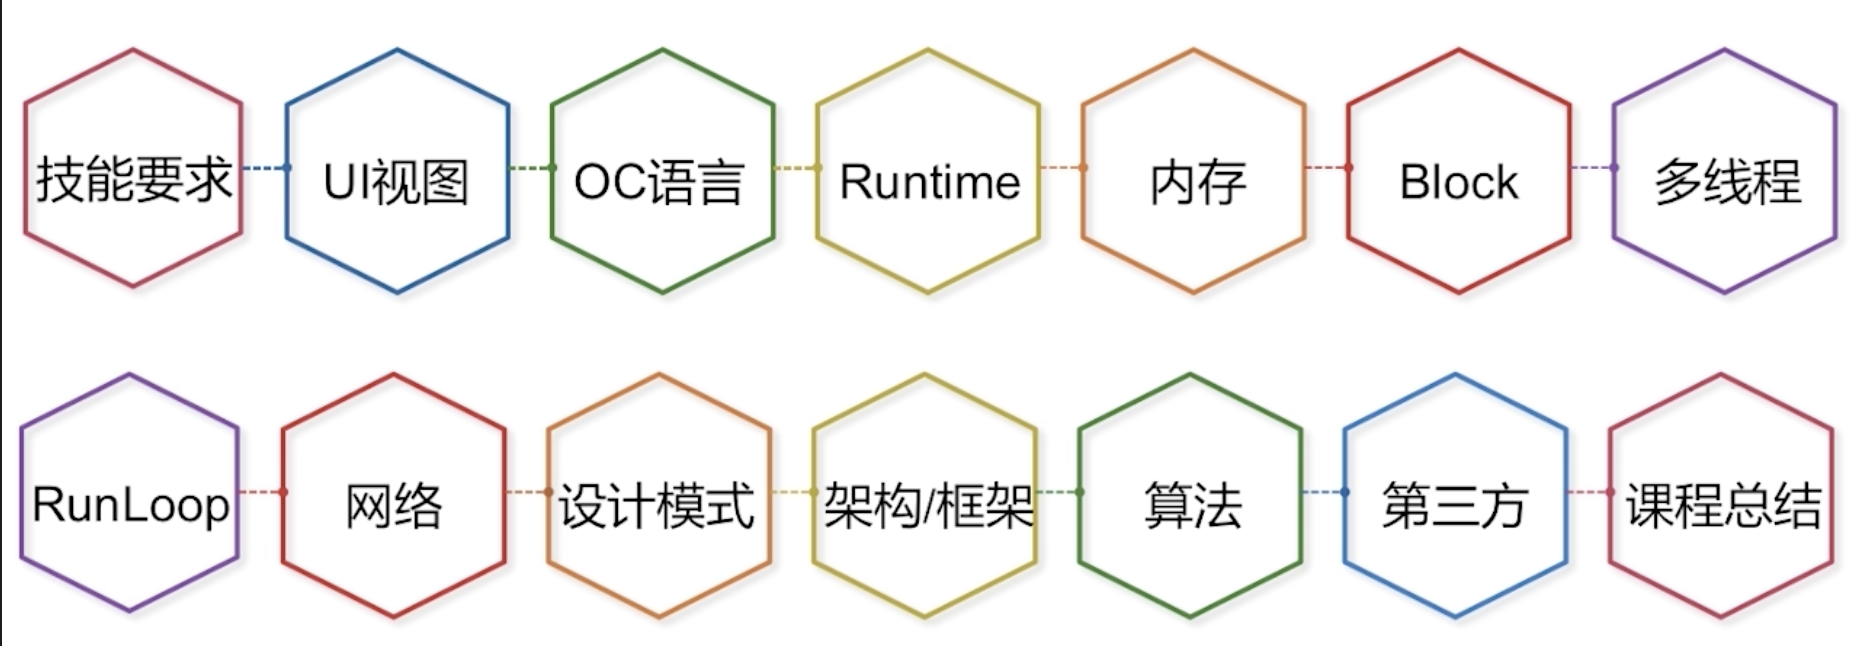 技能要求
UI视图
OC语言
Runtime
内存
Block
多线程
RunLoop
网络
设计模式
架构/框架
算法
第三方
课程总结